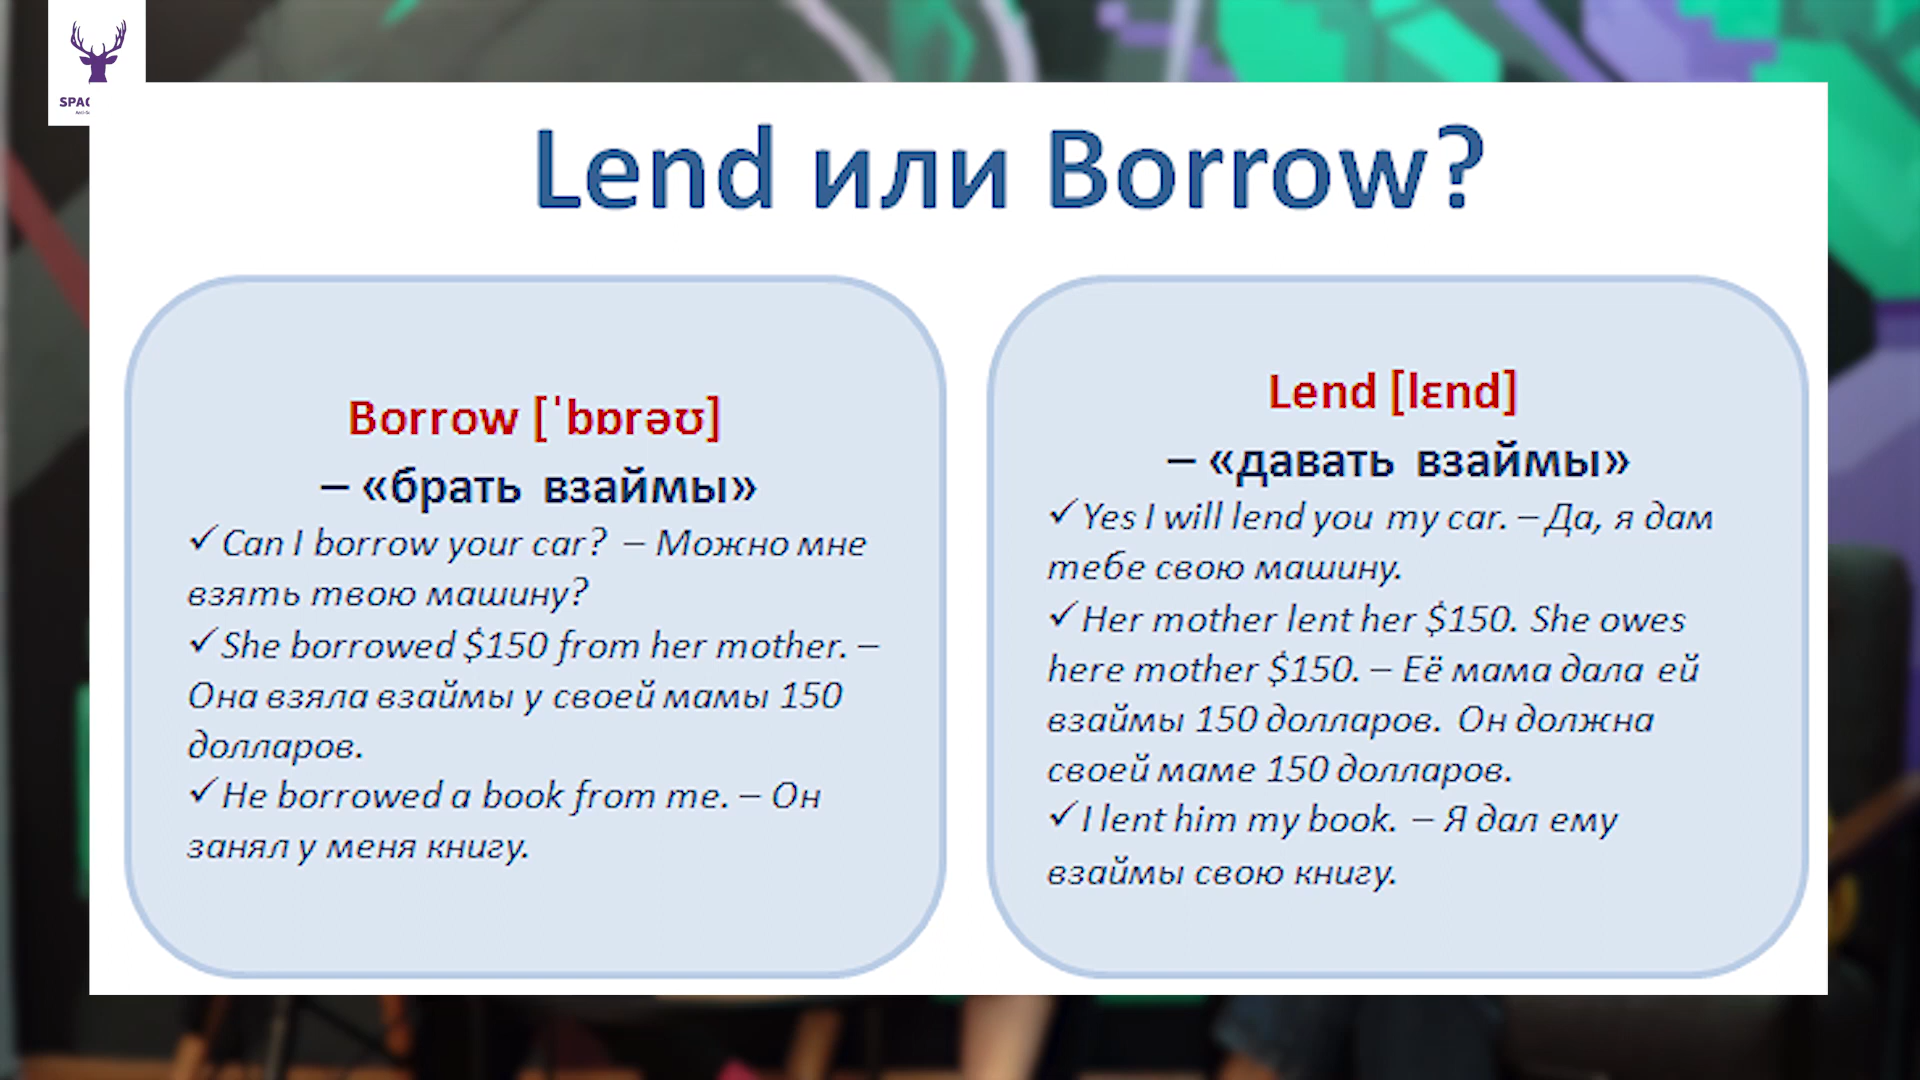 SPAC
Lend или Borrow?
Borrow [ˈbɒrəʊ]
– «брать взаймы»
✓Can I borrow your car? – Можно мне
взять твою машину?
✓She borrowed $150 from her mother. –
Она взяла взаймы у своей мамы 150
долларов.
✓He borrowed a book from me. – Он
занял у меня книгу.
Lend [lɛnd]
– «давать взаймы»
✓Yes I will lend you my car. – Да, я дам
тебе свою машину.
✓Her mother lent her $150. She owes
here mother $150. – Её мама дала ей
взаймы 150 долларов. Он должна
своей маме 150 долларов.
✓I lent him my book. – Я дал ему
взаймы свою книгу.